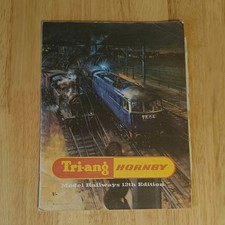 Tri-ang HORNBY
Model Railways 12th Edition